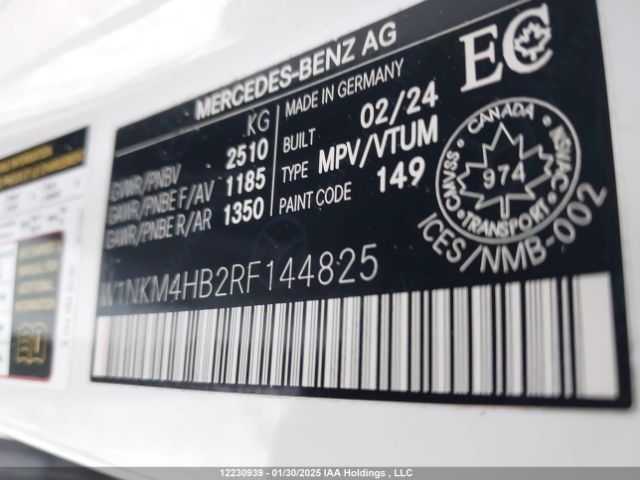 MERCEDES-BENZ AG
MADE IN GERMANY
EC
KG
GVWR/PNBV 2510
GAWR/PNBE F/AV 1185
GAWR/PNBE R/AR 1350
BUILT 02/24
TYPE MPV/VTUM
PAINT CODE 149
CANADA
974
TRANSPORT
CMVSS
NSVAC
ICES/NMB-002
W1NKM4HB2RF144825
12230939 - 01/30/2025 IAA Holdings , LLC